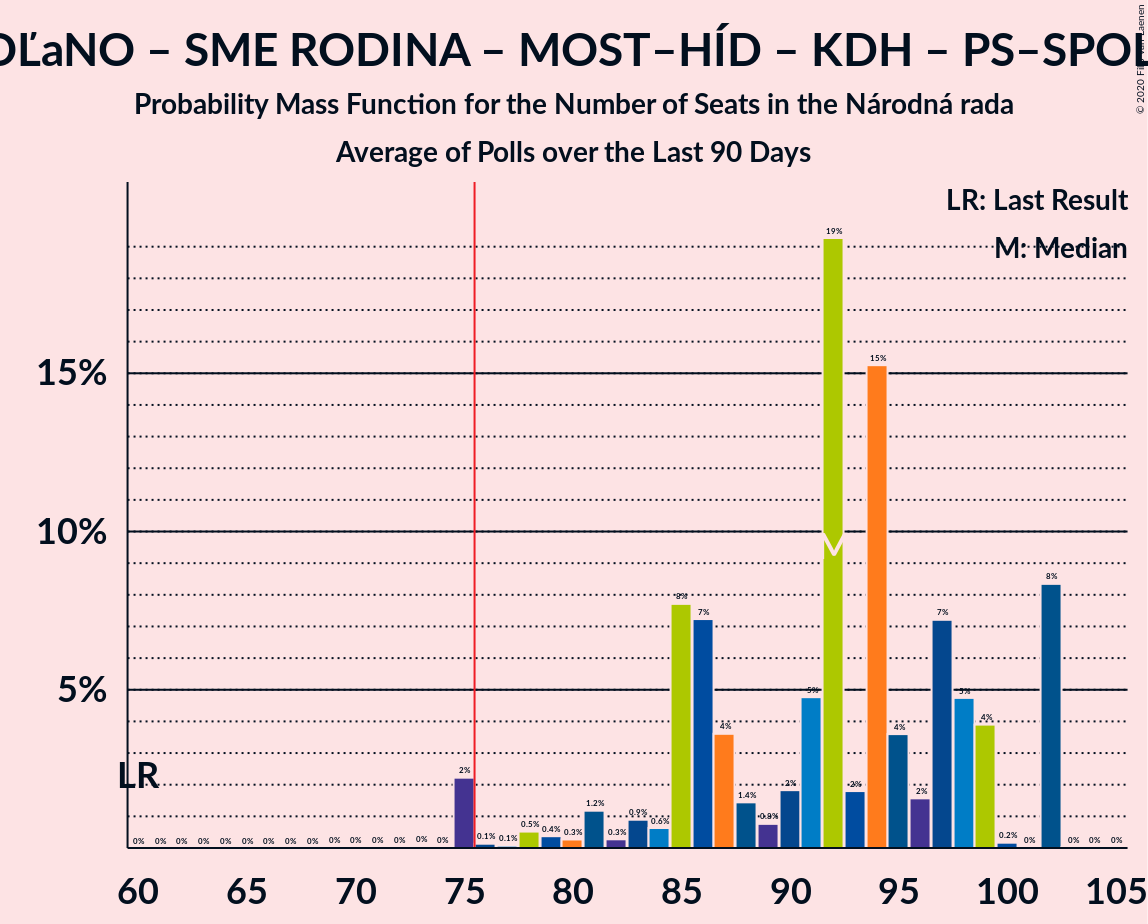 OĽaNO – SME RODINA – MOST–HÍD – KDH – PS–SPOL
Probability Mass Function for the Number of Seats in the Národná rada
Average of Polls over the Last 90 Days
LR: Last Result
M: Median
15%
10%
5%
LR
0% 0% 0% 0% 0% 0% 0% 0% 0% 0% 0% 0% 0% 0% 0% 2% 0.1% 0.1% 0.5% 0.4% 0.3% 1.2% 0.3% 0.9% 0.6% 8% 7% 4% 1.4% 0.8% 2% 5% 19% 2% 15% 4% 2% 7% 5% 4% 0.2% 0% 8% 0% 0% 0%
60 65 70 75 80 85 90 95 100 105
© 2020